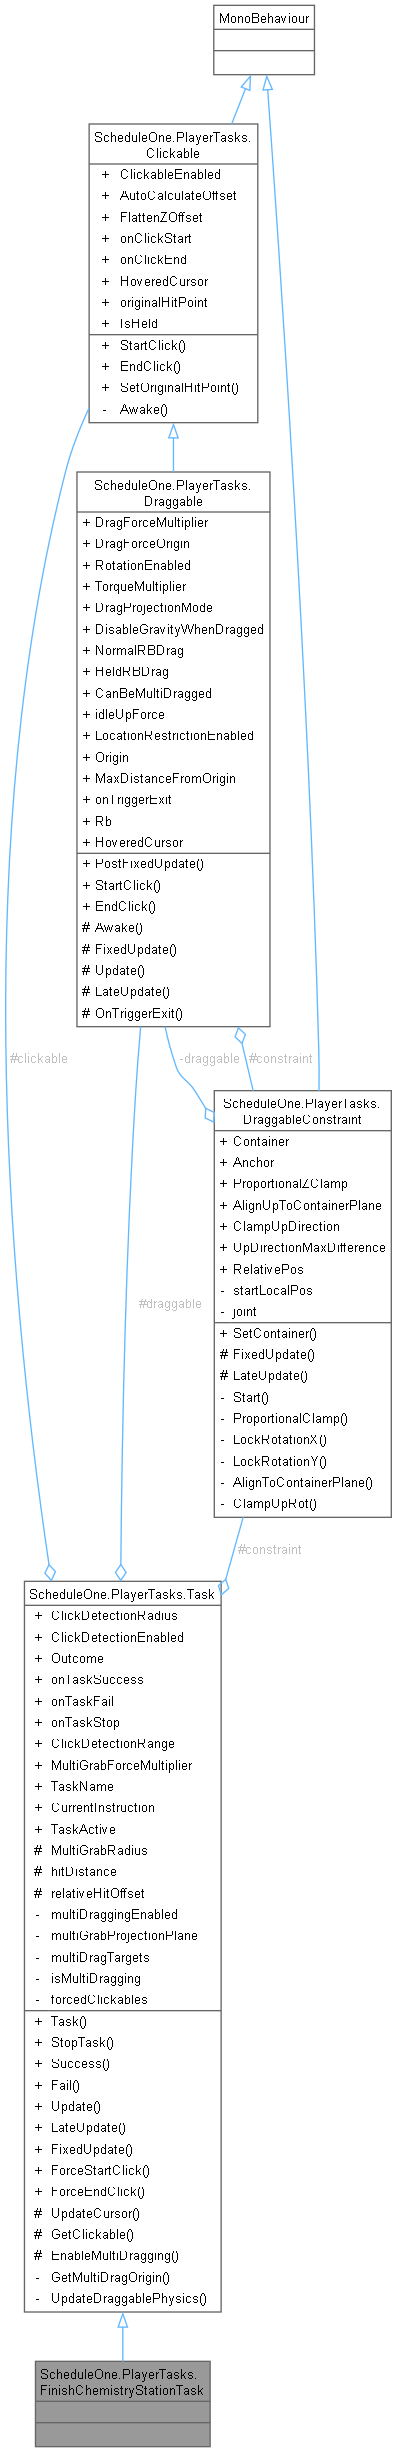 MonoBehaviour
ScheduleOne.PlayerTasks.
Clickable
+ ClickableEnabled
+ AutoCalculateOffset
+ FlattenZOffset
+ onClickStart
+ onClickEnd
+ HoveredCursor
+ originalHitPoint
+ IsHeld
+ StartClick()
+ EndClick()
+ SetOriginalHitPoint()
- Awake()
ScheduleOne.PlayerTasks.
Draggable
+ DragForceMultiplier
+ DragForceOrigin
+ RotationEnabled
+ TorqueMultiplier
+ DragProjectionMode
+ DisableGravityWhenDragged
+ NormalRBDrag
+ HeldRBDrag
+ CanBeMultiDragged
+ idleUpForce
+ LocationRestrictionEnabled
+ Origin
+ MaxDistanceFromOrigin
+ onTriggerExit
+ Rb
+ HoveredCursor
+ PostFixedUpdate()
+ StartClick()
+ EndClick()
# Awake()
# FixedUpdate()
# Update()
# LateUpdate()
# OnTriggerExit()
#clickable
-draggable
#constraint
ScheduleOne.PlayerTasks.
DraggableConstraint
+ Container
+ Anchor
+ ProportionalZClamp
+ AlignUpToContainerPlane
+ ClampUpDirection
+ UpDirectionMaxDifference
+ RelativePos
- startLocalPos
- joint
+ SetContainer()
# FixedUpdate()
# LateUpdate()
- Start()
- ProportionalClamp()
- LockRotationX()
- LockRotationY()
- AlignToContainerPlane()
- ClampUpRot()
#draggable
#constraint
ScheduleOne.PlayerTasks.Task
+ ClickDetectionRadius
+ ClickDetectionEnabled
+ Outcome
+ onTaskSuccess
+ onTaskFail
+ onTaskStop
+ ClickDetectionRange
+ MultiGrabForceMultiplier
+ TaskName
+ CurrentInstruction
+ TaskActive
# MultiGrabRadius
# hitDistance
# relativeHitOffset
- multiDraggingEnabled
- multiGrabProjectionPlane
- multiDragTargets
- isMultiDragging
- forcedClickables
+ Task()
+ StopTask()
+ Success()
+ Fail()
+ Update()
+ LateUpdate()
+ FixedUpdate()
+ ForceStartClick()
+ ForceEndClick()
# UpdateCursor()
# GetClickable()
# EnableMultiDragging()
- GetMultiDragOrigin()
- UpdateDraggablePhysics()
ScheduleOne.PlayerTasks.
FinishChemistryStationTask